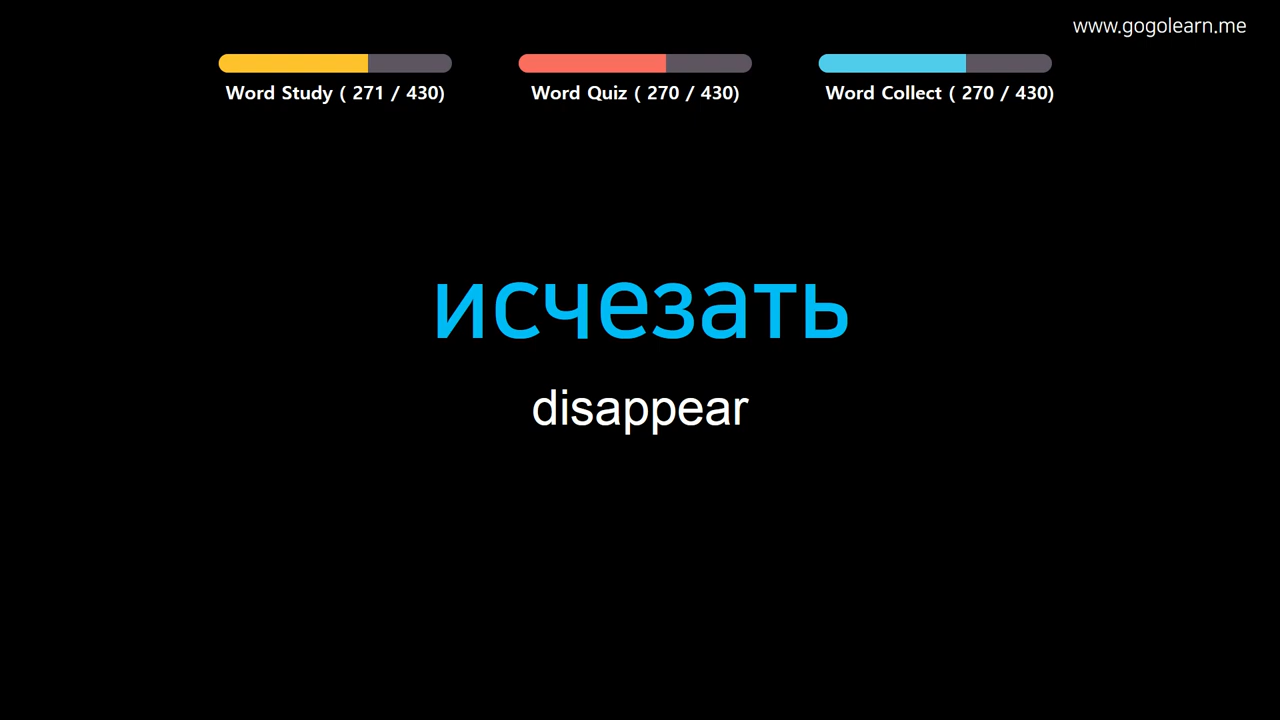 www.gogolearn.me
Word Study ( 271 / 430)
Word Quiz ( 270 / 430)
Word Collect ( 270 / 430)
исчезать
disappear